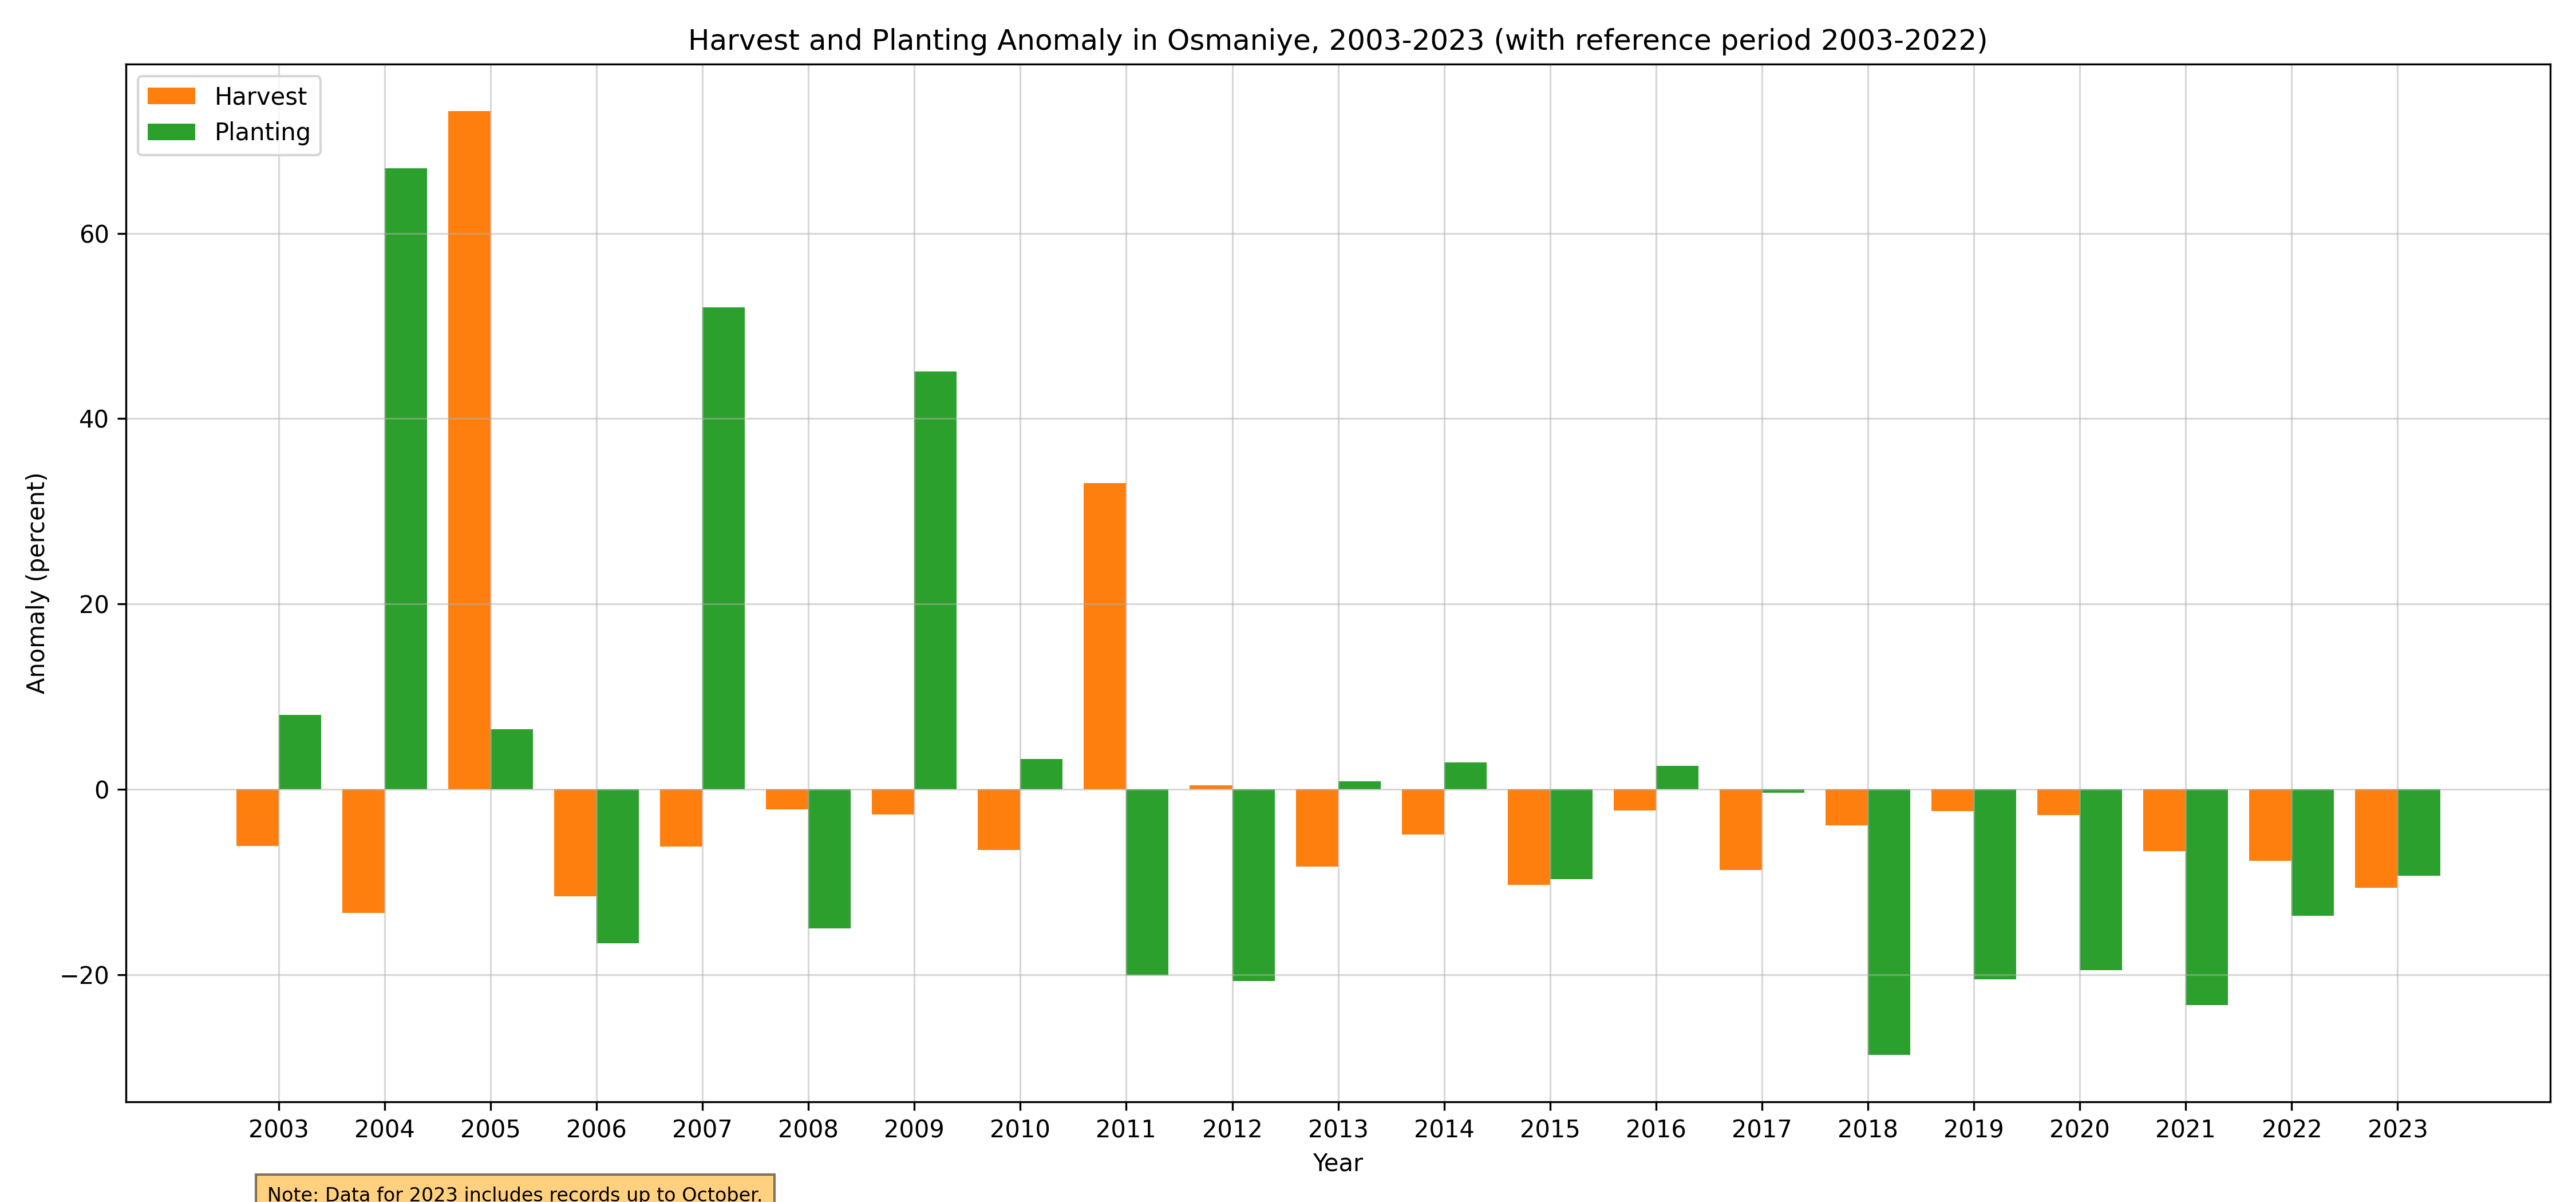 Harvest and Planting Anomaly in Osmaniye, 2003-2023 (with reference period 2003-2022)
Harvest
Planting
60
40
20
0
−20
Anomaly (percent)
2003 2004 2005 2006 2007 2008 2009 2010 2011 2012 2013 2014 2015 2016 2017 2018 2019 2020 2021 2022 2023
Year
Note: Data for 2023 includes records up to October.